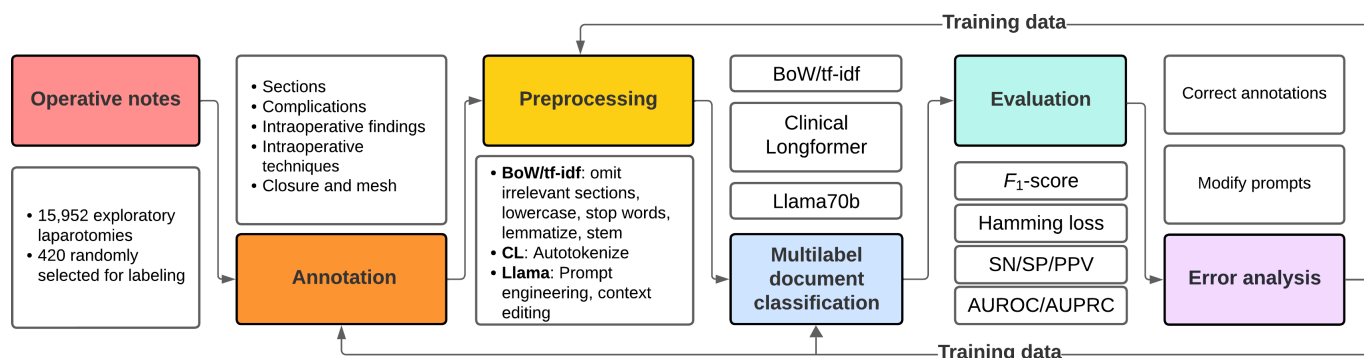 Training data
Operative notes
• 15,952 exploratory
laparotomies
• 420 randomly
selected for labeling
• Sections
• Complications
• Intraoperative findings
• Intraoperative
techniques
• Closure and mesh
Annotation
Preprocessing
• BoW/tf-idf: omit
irrelevant sections,
lowercase, stop words,
lemmatize, stem
• CL: Autotokenize
• Llama: Prompt
engineering, context
editing
BoW/tf-idf
Clinical
Longformer
Llama70b
Multilabel
document
classification
Evaluation
F1-score
Hamming loss
SN/SP/PPV
AUROC/AUPRC
Correct annotations
Modify prompts
Error analysis
Training data